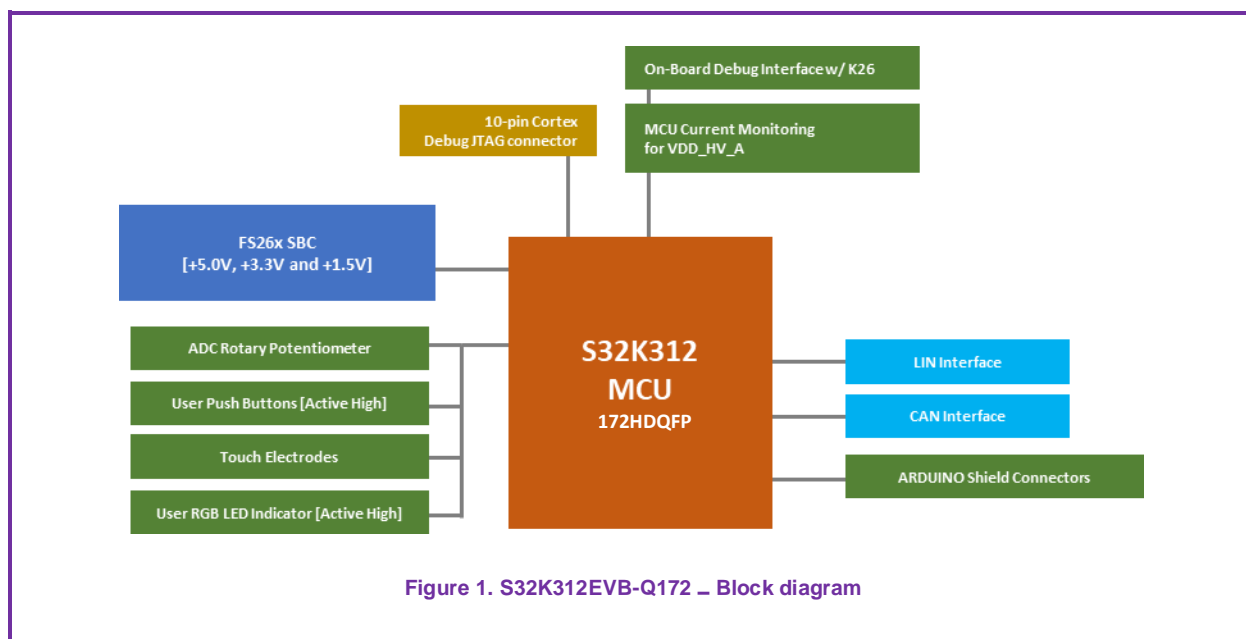 On-Board Debug Interface w/ K26
10-pin Cortex
Debug JTAG connector
MCU Current Monitoring
for VDD_HV_A
FS26x SBC
[+5.0V, +3.3V and +1.5V]
ADC Rotary Potentiometer
User Push Buttons [Active High]
Touch Electrodes
User RGB LED Indicator [Active High]
S32K312
MCU
172HDQFP
LIN Interface
CAN Interface
ARDUINO Shield Connectors
Figure 1. S32K312EVB-Q172 – Block diagram